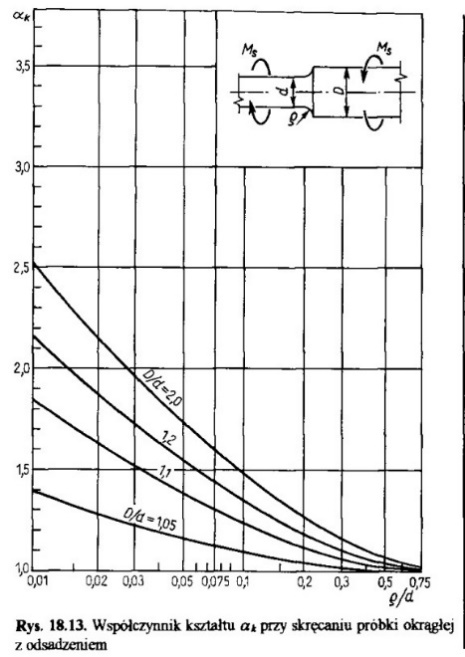 αk
3,5
3,0
2,5
2,0
1,5
1,0
Ms
Ms
d
D
ϱ
D/d=2,0
1,2
1,1
D/d=1,05
0,01 0,02 0,03 0,05 0,075 0,1 0,2 0,3 0,5 0,75
ϱ/d
Rys. 18.13. Współczynnik kształtu αk przy skręcaniu próbki okrągłej
z odsadzeniem